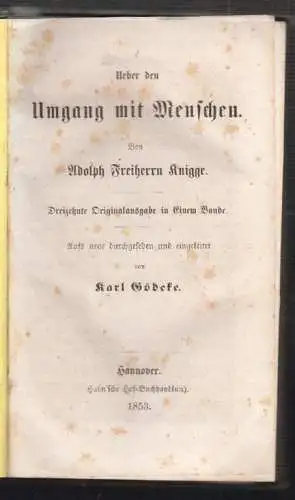 Ueber den
Umgang mit Menschen.
Von
Adolph Freiherrn Knigge.
Dreizehnte Originalausgabe in Einem Bande.
Aufs neue durchgesehen und eingeleitet
von
Karl Gödeke.
Hannover.
Hahn'sche Hof-Buchhandlung.
1853.